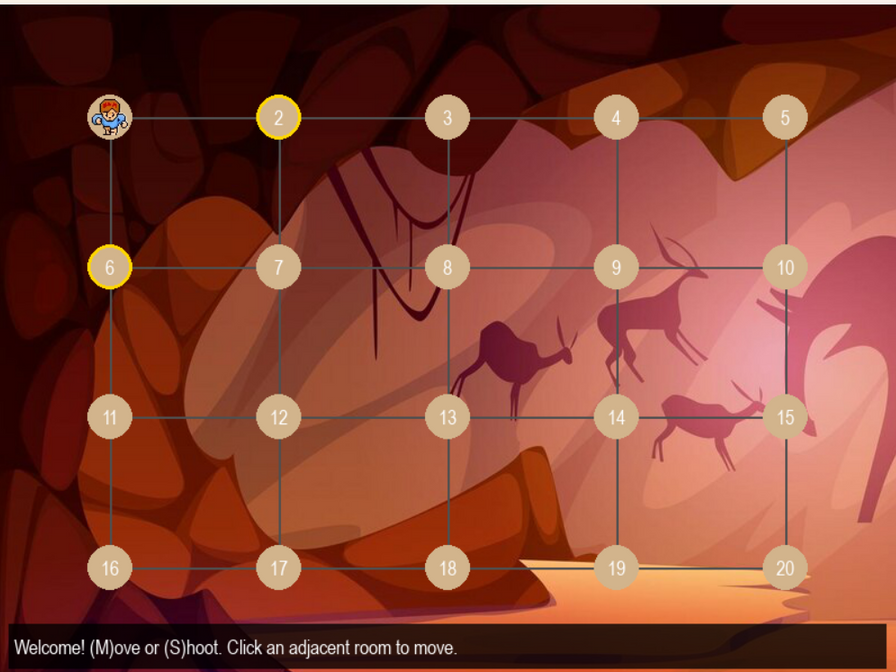 2 3 4 5
6 7 8 9 10
11 12 13 14 15
16 17 18 19 20
Welcome! (M)ove or (S)hoot. Click an adjacent room to move.